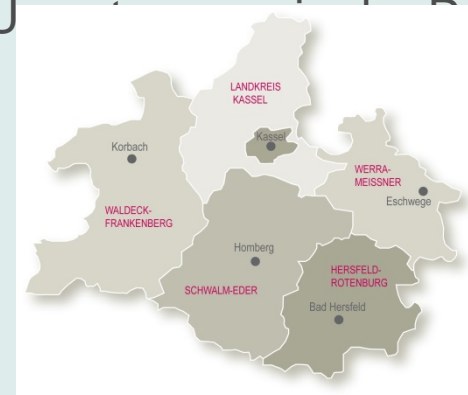 LANDKREIS
KASSEL
Kassel
Korbach
WERRA-
MEISSNER
Eschwege
WALDECK-
FRANKENBERG
Homberg
HERSFELD-
ROTENBURG
SCHWALM-EDER
Bad Hersfeld